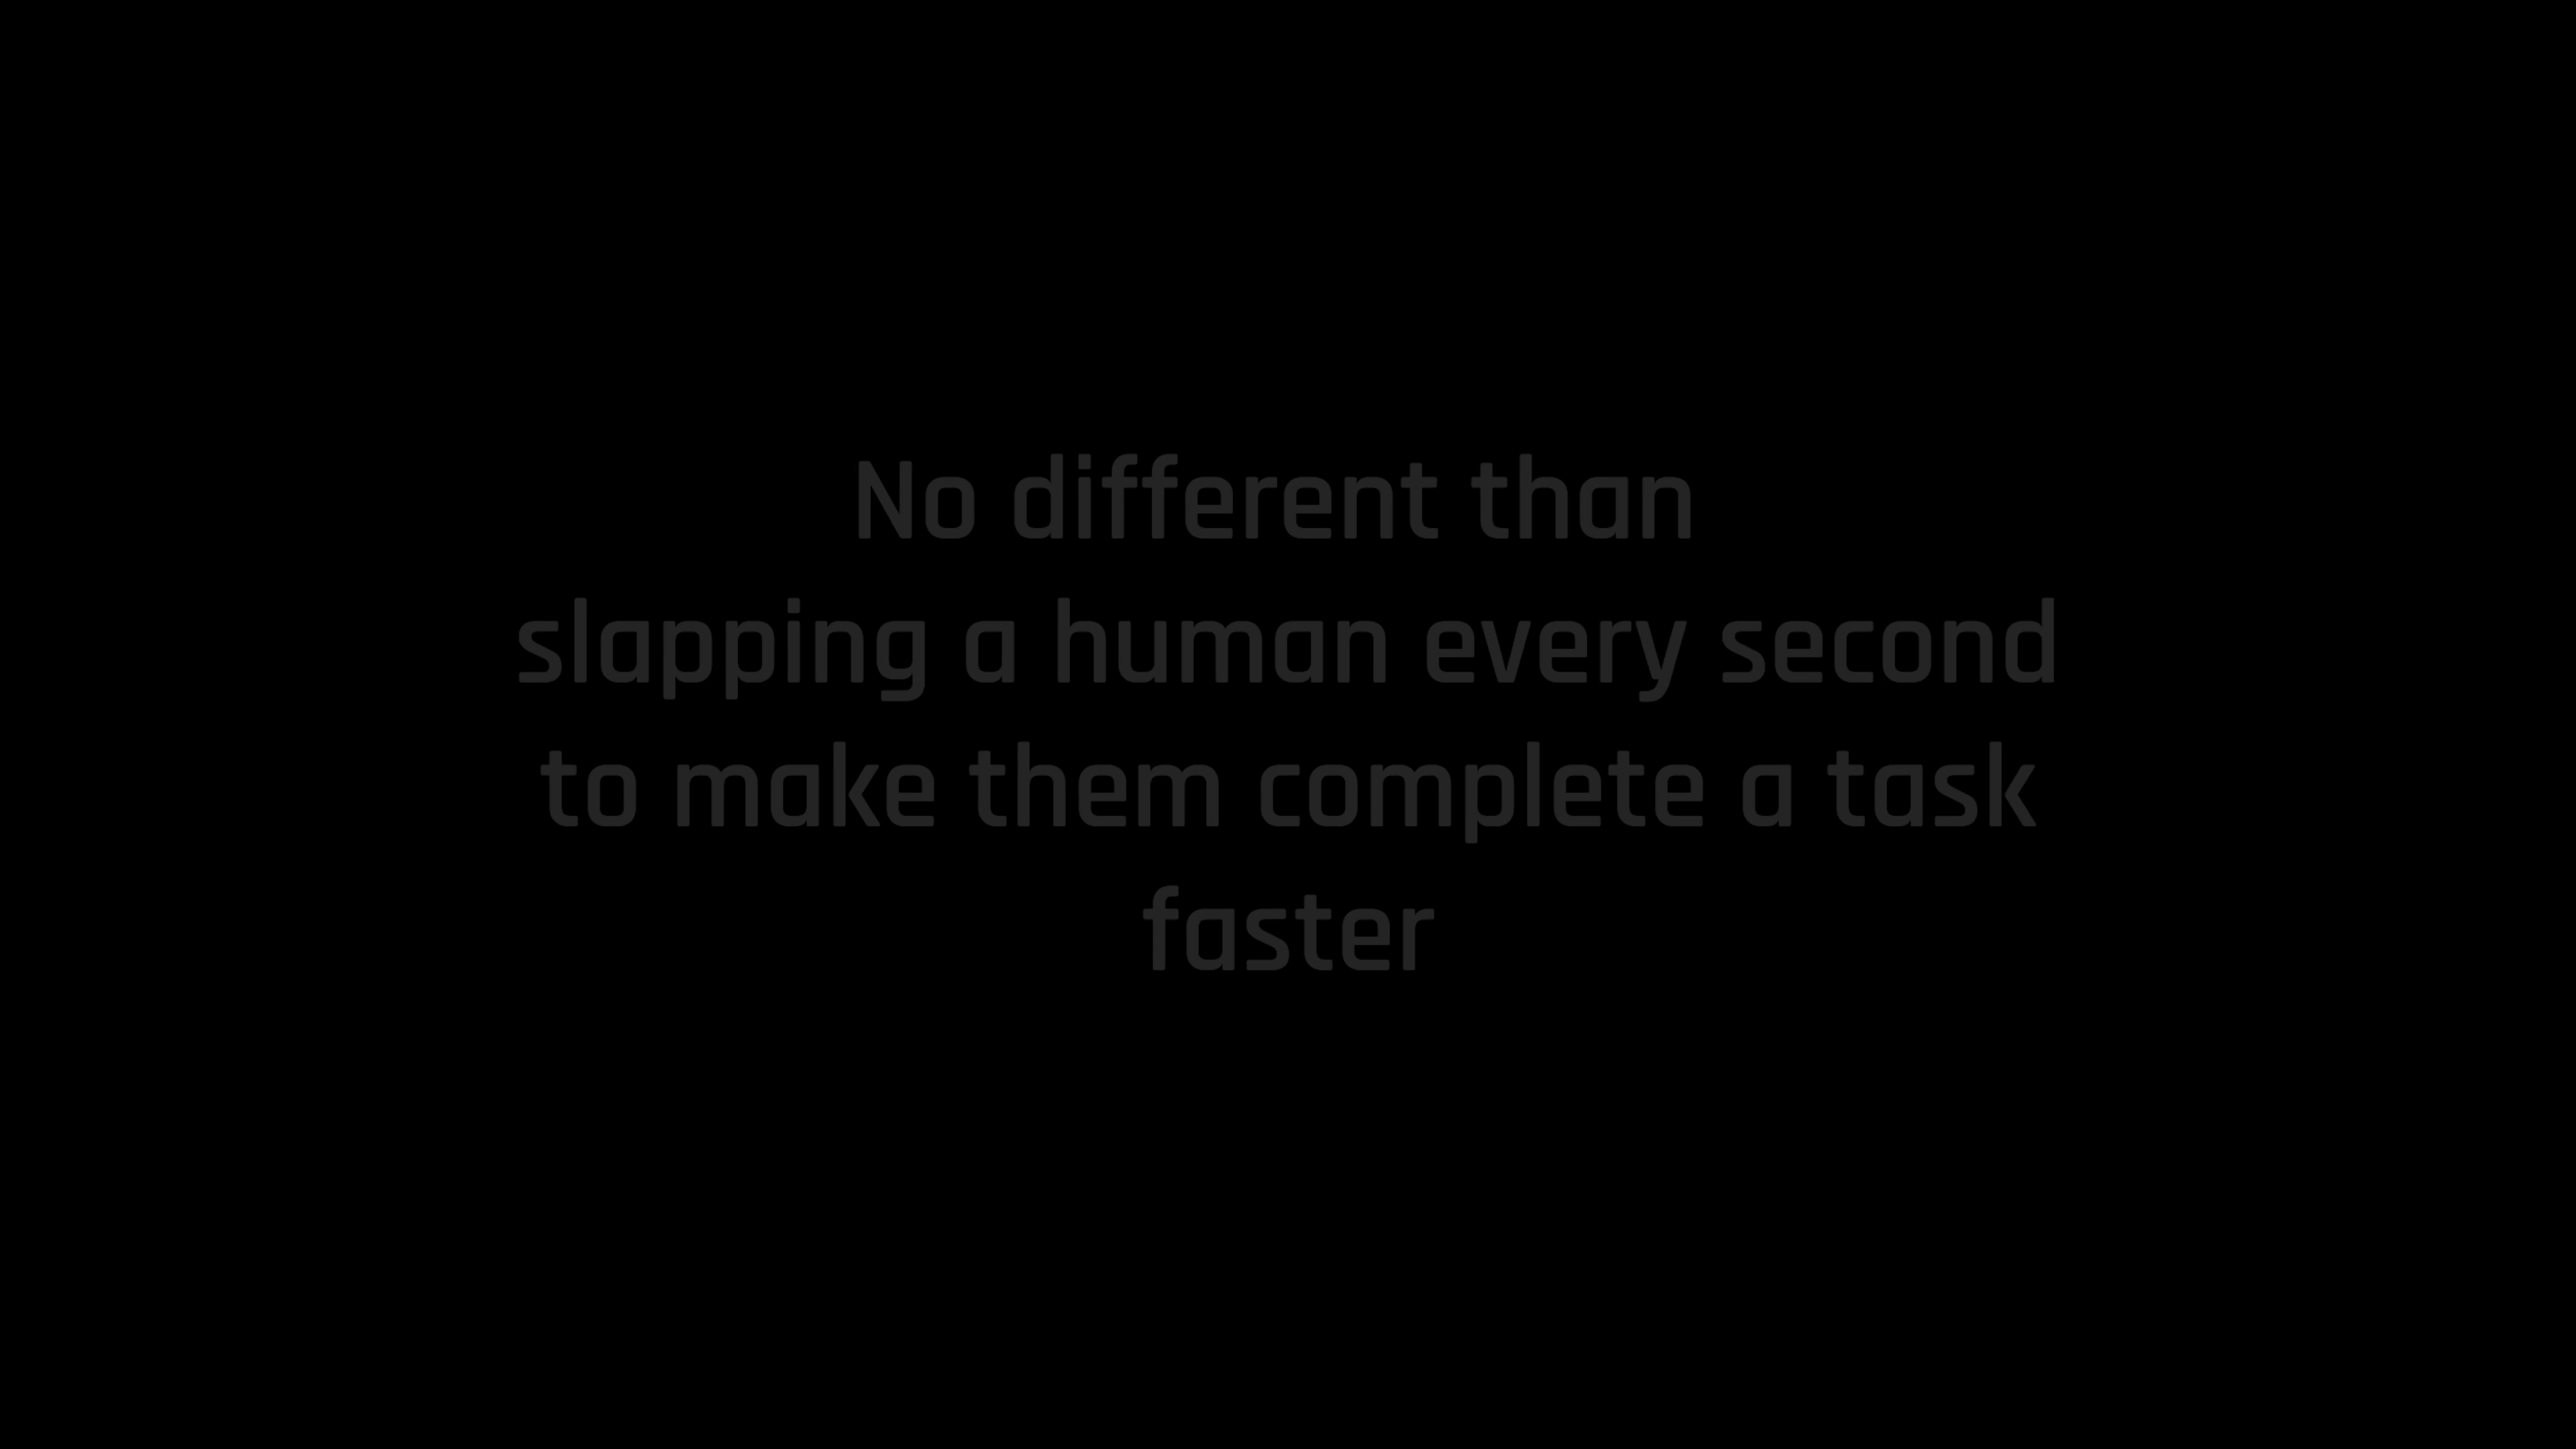 No different than
slapping a human every second
to make them complete a task
faster